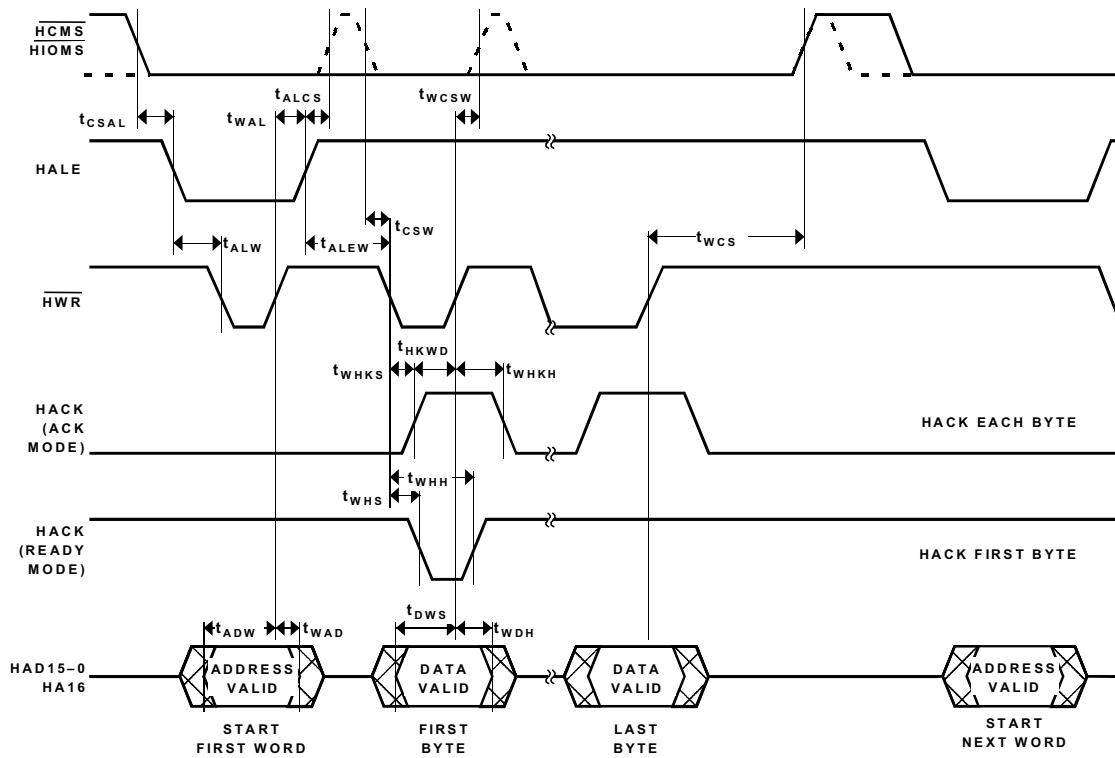 HCMS
HIOMS
tALCS
tWCSW
tCSAL
tWAL
HALE
tCSW
tALW
tALEW
tWCS
HWR
tHKWD
tWHKS
tWHKH
HACK
(ACK
MODE)
HACK EACH BYTE
tWHH
tWHS
HACK
(READY
MODE)
HACK FIRST BYTE
tADW
tWAD
tDWS
tWDH
HAD15–0
HA16
ADDRESS
VALID
DATA
VALID
DATA
VALID
ADDRESS
VALID
START
FIRST WORD
FIRST
BYTE
LAST
BYTE
START
NEXT WORD